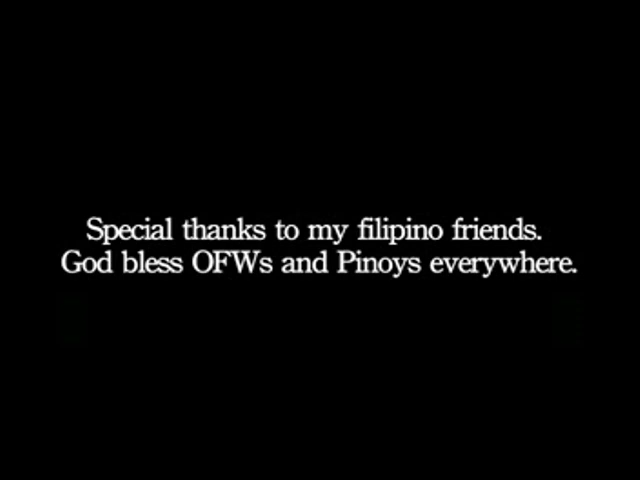 Special thanks to my filipino friends.
God bless OFWs and Pinoys everywhere.